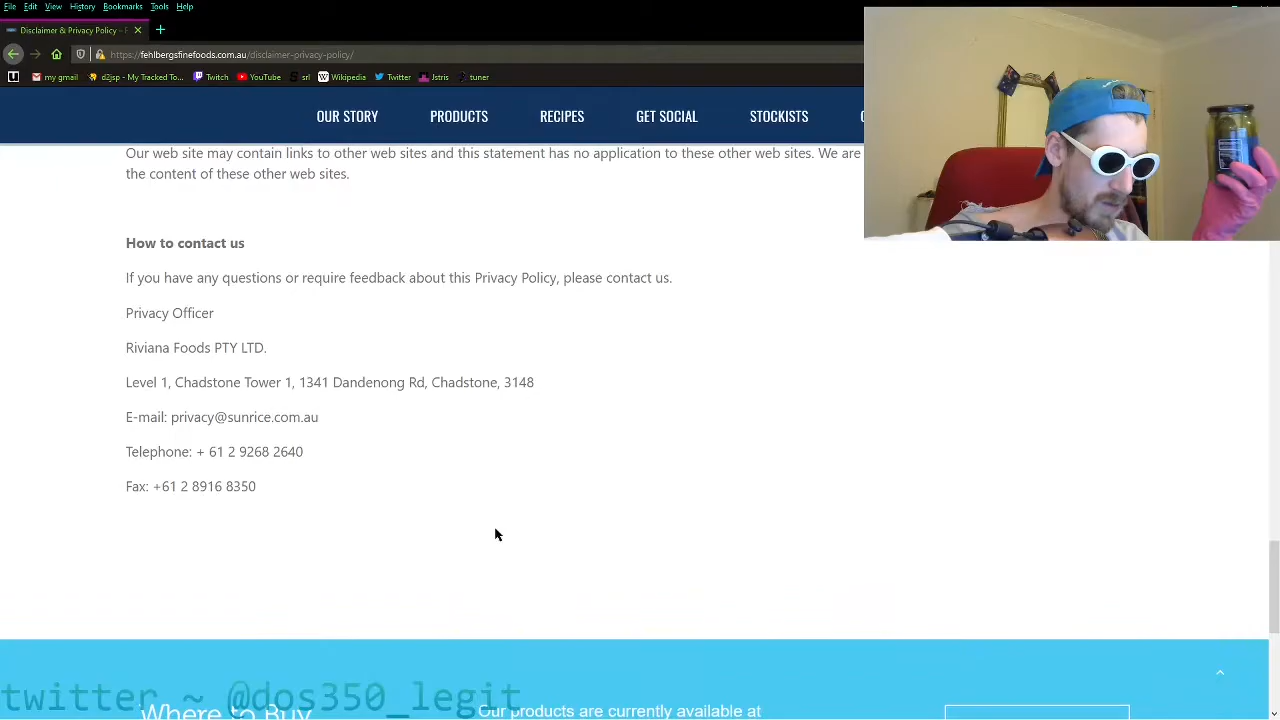 File Edit View History Bookmarks Tools Help
Disclaimer & Privacy Policy –
https://fehlbergsfinefoods.com.au/disclaimer-privacy-policy/
my gmail d2jsp - My Tracked To... Twitch YouTube srl Wikipedia Twitter Jstris tuner
OUR STORY PRODUCTS RECIPES GET SOCIAL STOCKISTS
Our web site may contain links to other web sites and this statement has no application to these other web sites. We are
the content of these other web sites.
How to contact us
If you have any questions or require feedback about this Privacy Policy, please contact us.
Privacy Officer
Riviana Foods PTY LTD.
Level 1, Chadstone Tower 1, 1341 Dandenong Rd, Chadstone, 3148
E-mail: privacy@sunrice.com.au
Telephone: + 61 2 9268 2640
Fax: +61 2 8916 8350
twitter ~ @dos350_legit
Where to Buy
Our products are currently available at